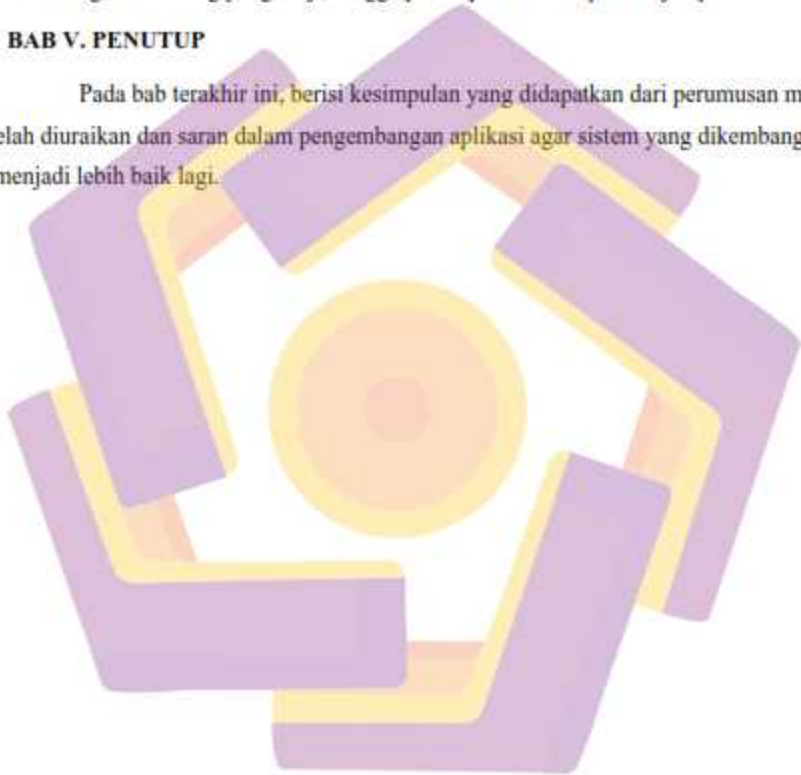 BAB V. PENUTUP
Pada bab terakhir ini, berisi kesimpulan yang didapatkan dari perumusan m
elah diuraikan dan saran dalam pengembangan aplikasi agar sistem yang dikembang
menjadi lebih baik lagi.